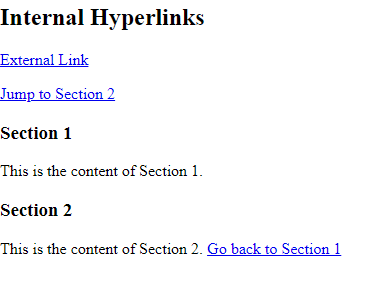 Internal Hyperlinks
External Link
Jump to Section 2
Section 1
This is the content of Section 1.
Section 2
This is the content of Section 2. Go back to Section 1